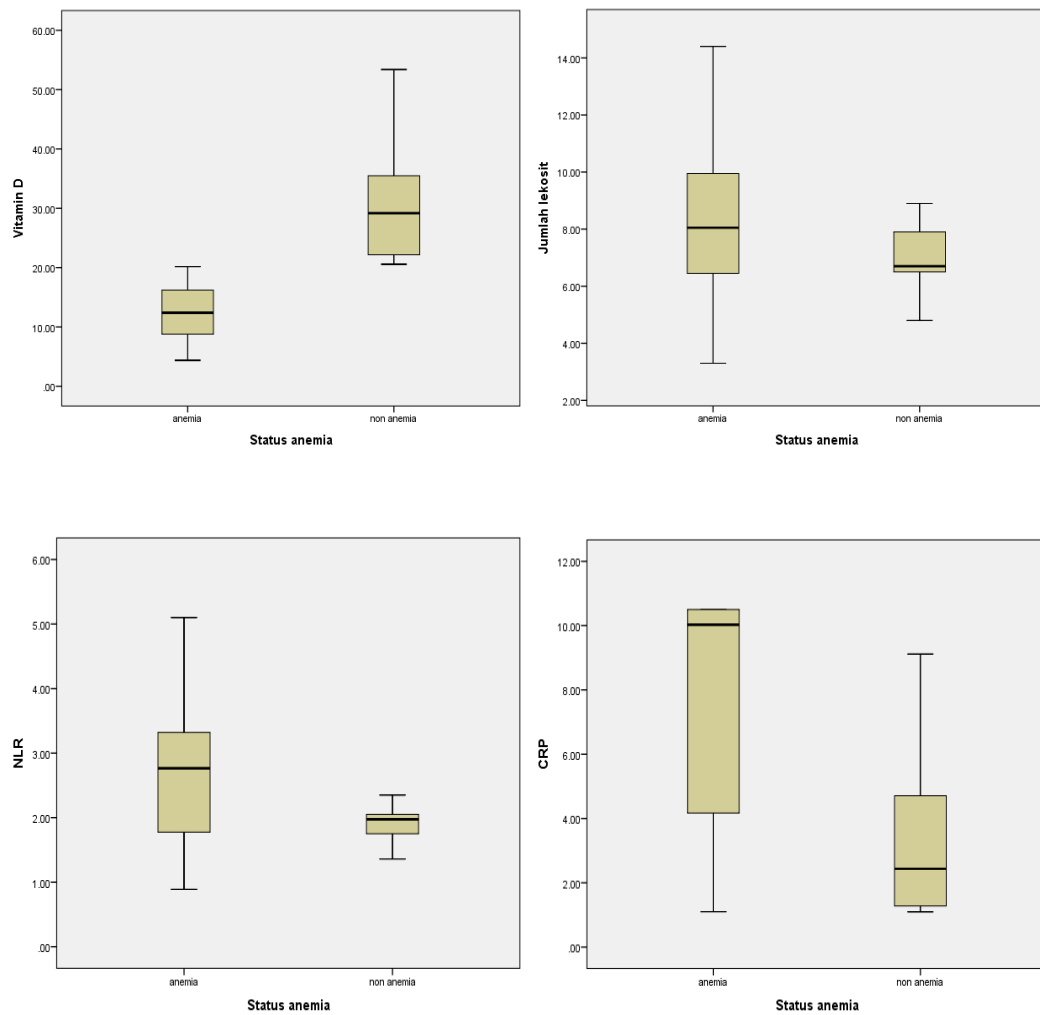 60.00
50.00
40.00
30.00
20.00
10.00
.00
Vitamin D
anemia non anemia
Status anemia
14.00
12.00
10.00
8.00
6.00
4.00
2.00
Jumlah lekosit
anemia non anemia
Status anemia
6.00
5.00
4.00
3.00
2.00
1.00
.00
NLR
anemia non anemia
Status anemia
12.00
10.00
8.00
6.00
4.00
2.00
.00
CRP
anemia non anemia
Status anemia